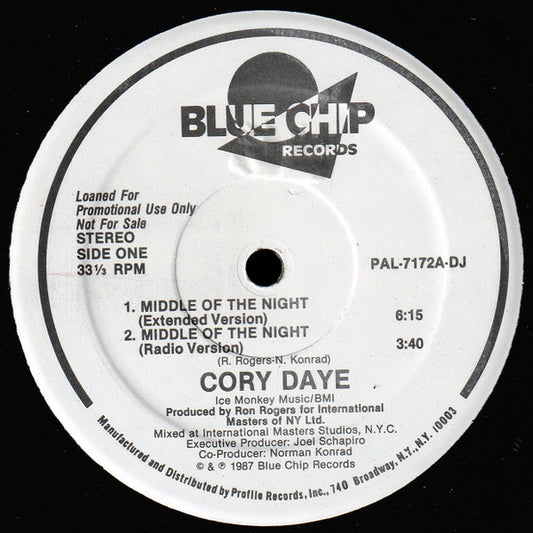 BLUE CHIP
RECORDS
Loaned For
Promotional Use Only
Not For Sale
STEREO
SIDE ONE
33⅓ RPM
PAL-7172A-DJ
1. MIDDLE OF THE NIGHT
(Extended Version) 6:15
2. MIDDLE OF THE NIGHT
(Radio Version) 3:40
(R. Rogers-N. Konrad)
CORY DAYE
Ice Monkey Music/BMI
Produced by Ron Rogers for International
Masters of NY Ltd.
Mixed at International Masters Studios, N.Y.C.
Executive Producer: Joel Schapiro
Co-Producer: Norman Konrad
© & ℗ 1987 Blue Chip Records
Manufactured and Distributed by Profile Records, Inc., 740 Broadway, N.Y., N.Y. 10003